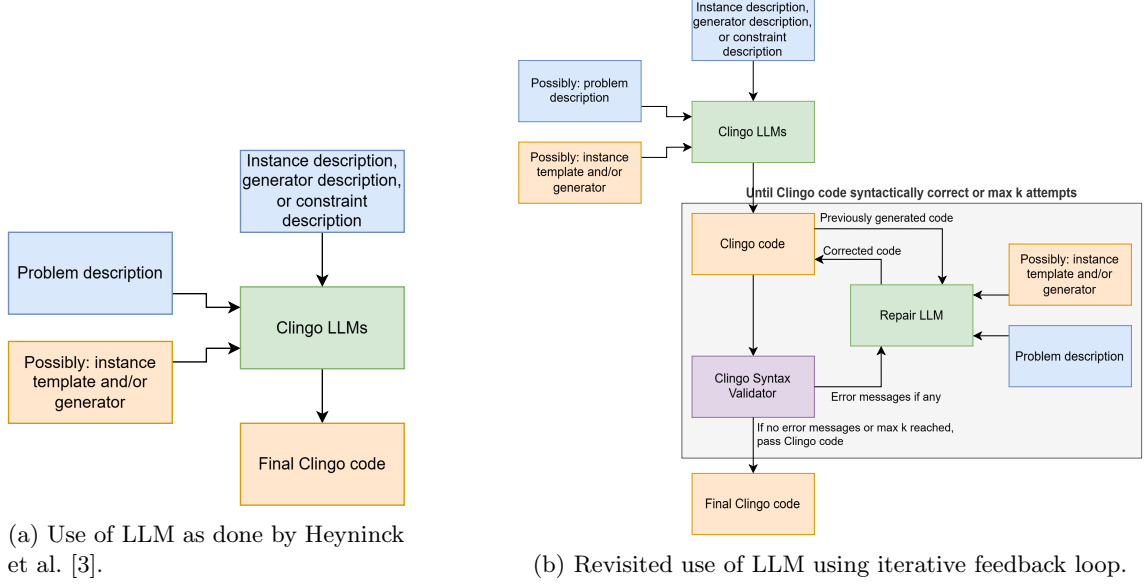 Instance description,
generator description,
or constraint
description
Problem description
Clingo LLMs
Possibly: instance
template and/or
generator
Final Clingo code
(a) Use of LLM as done by Heyninck
et al. [3].
Instance description,
generator description,
or constraint
description
Possibly: problem
description
Clingo LLMs
Possibly: instance
template and/or
generator
Until Clingo code syntactically correct or max k attempts
Previously generated code
Clingo code
Corrected code
Possibly: instance
template and/or
generator
Repair LLM
Problem description
Clingo Syntax
Validator
Error messages if any
If no error messages or max k reached,
pass Clingo code
Final Clingo code
(b) Revisited use of LLM using iterative feedback loop.